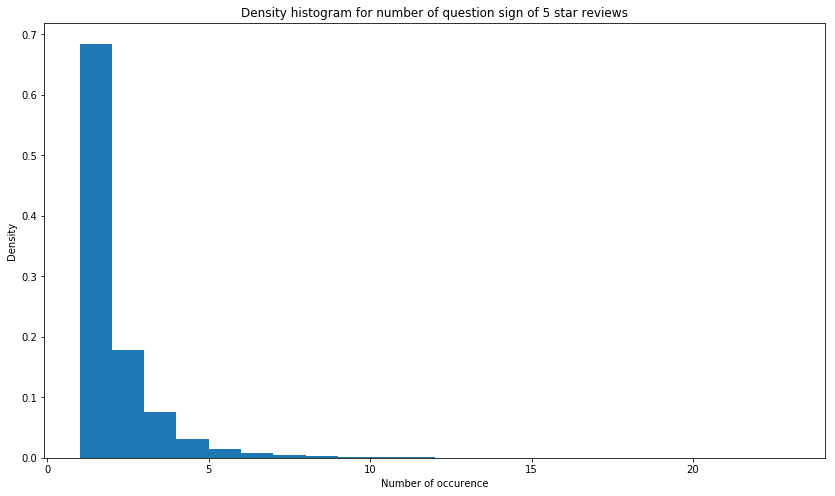 Density histogram for number of question sign of 5 star reviews
0.7
0.6
0.5
0.4
0.3
0.2
0.1
0.0
Density
0 5 10 15 20
Number of occurence